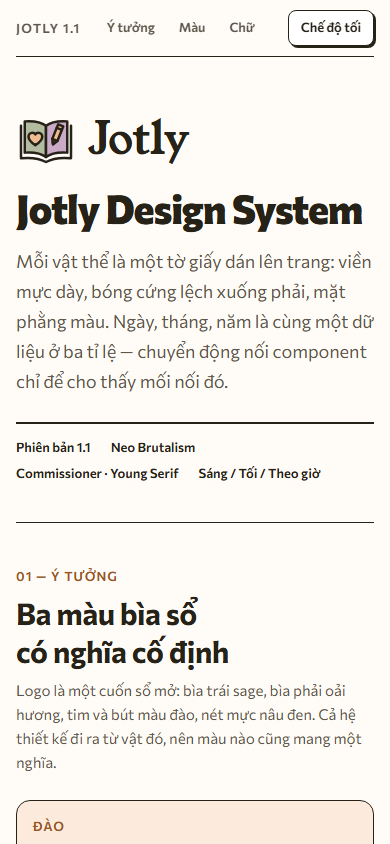 JOTLY 1.1
Ý tưởng
Màu
Chữ
Chế độ tối
Jotly
Jotly Design System
Mỗi vật thể là một tờ giấy dán lên trang: viền
mực dày, bóng cứng lệch xuống phải, mặt
phẳng màu. Ngày, tháng, năm là cùng một dữ
liệu ở ba tỉ lệ — chuyển động nối component
chỉ để cho thấy mối nối đó.
Phiên bản 1.1
Neo Brutalism
Commissioner · Young Serif
Sáng / Tối / Theo giờ
01 — Ý TƯỞNG
Ba màu bìa sổ
có nghĩa cố định
Logo là một cuốn sổ mở: bìa trái sage, bìa phải oải
hương, tim và bút màu đào, nét mực nâu đen. Cả hệ
thiết kế đi ra từ vật đó, nên màu nào cũng mang một
nghĩa.
ĐÀO